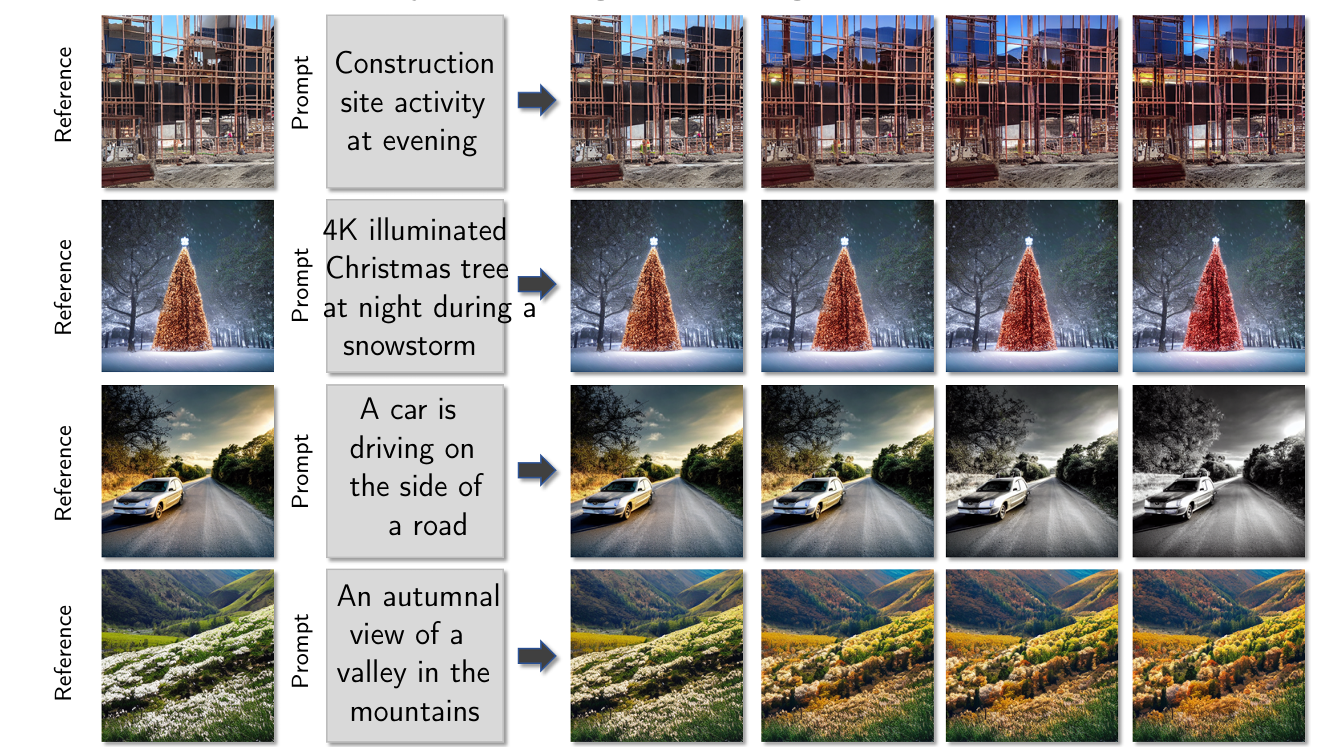 Reference
Prompt
Construction
site activity
at evening
Reference
Prompt
4K illuminated
Christmas tree
at night during a
snowstorm
Reference
Prompt
A car is
driving on
the side of
a road
Reference
Prompt
An autumnal
view of a
valley in the
mountains